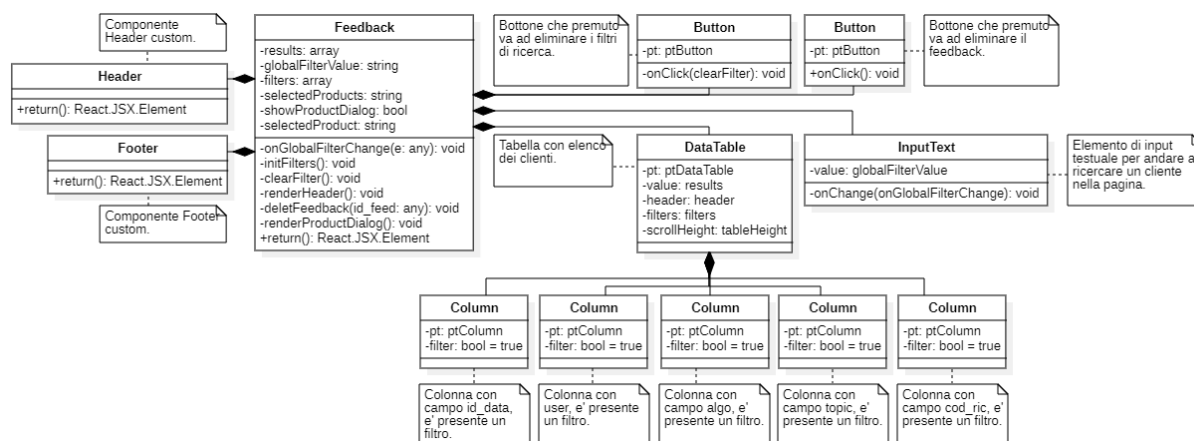 Componente
Header custom.
Header
+return(): React.JSX.Element
Footer
+return(): React.JSX.Element
Componente Footer
custom.
Feedback
-results: array
-globalFilterValue: string
-filters: array
-selectedProducts: string
-showProductDialog: bool
-selectedProduct: string
-onGlobalFilterChange(e: any): void
-initFilters(): void
-clearFilter(): void
-renderHeader(): void
-deletFeedback(id_feed: any): void
-renderProductDialog(): void
+return(): React.JSX.Element
Bottone che premuto
va ad eliminare i filtri
di ricerca.
Button
-pt: ptButton
-onClick(clearFilter): void
Button
-pt: ptButton
+onClick(): void
Bottone che premuto
va ad eliminare il
feedback.
Tabella con elenco
dei clienti.
DataTable
-pt: ptDataTable
-value: results
-header: header
-filters: filters
-scrollHeight: tableHeight
InputText
-value: globalFilterValue
-onChange(onGlobalFilterChange): void
Elemento di input
testuale per andare a
ricercare un cliente
nella pagina.
Column
-pt: ptColumn
-filter: bool = true
Column
-pt: ptColumn
-filter: bool = true
Column
-pt: ptColumn
-filter: bool = true
Column
-pt: ptColumn
-filter: bool = true
Column
-pt: ptColumn
-filter: bool = true
Colonna con
campo id_data,
e' presente un
filtro.
Colonna con
user, e' presente
un filtro.
Colonna con
campo algo, e'
presente un filtro.
Colonna con
campo topic, e'
presente un filtro.
Colonna con
campo cod_ric, e'
presente un filtro.